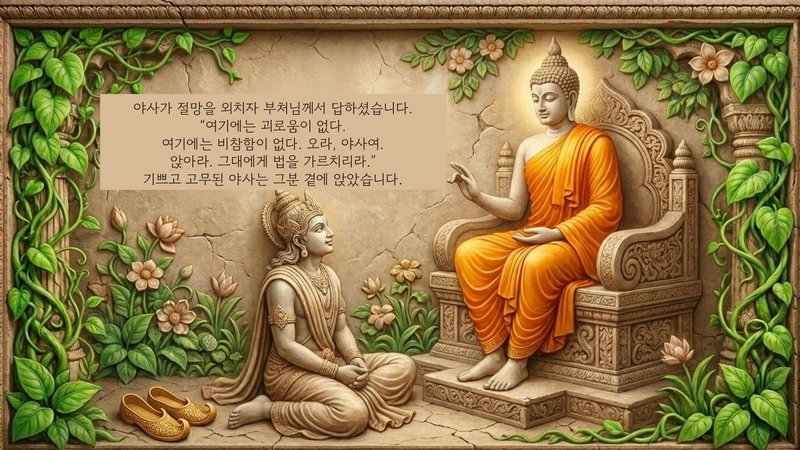 야사가 절망을 외치자 부처님께서 답하셨습니다.
“여기에는 괴로움이 없다.
여기에는 비참함이 없다. 오라, 야사여.
앉아라. 그대에게 법을 가르치리라.”
기쁘고 고무된 야사는 그분 곁에 앉았습니다.